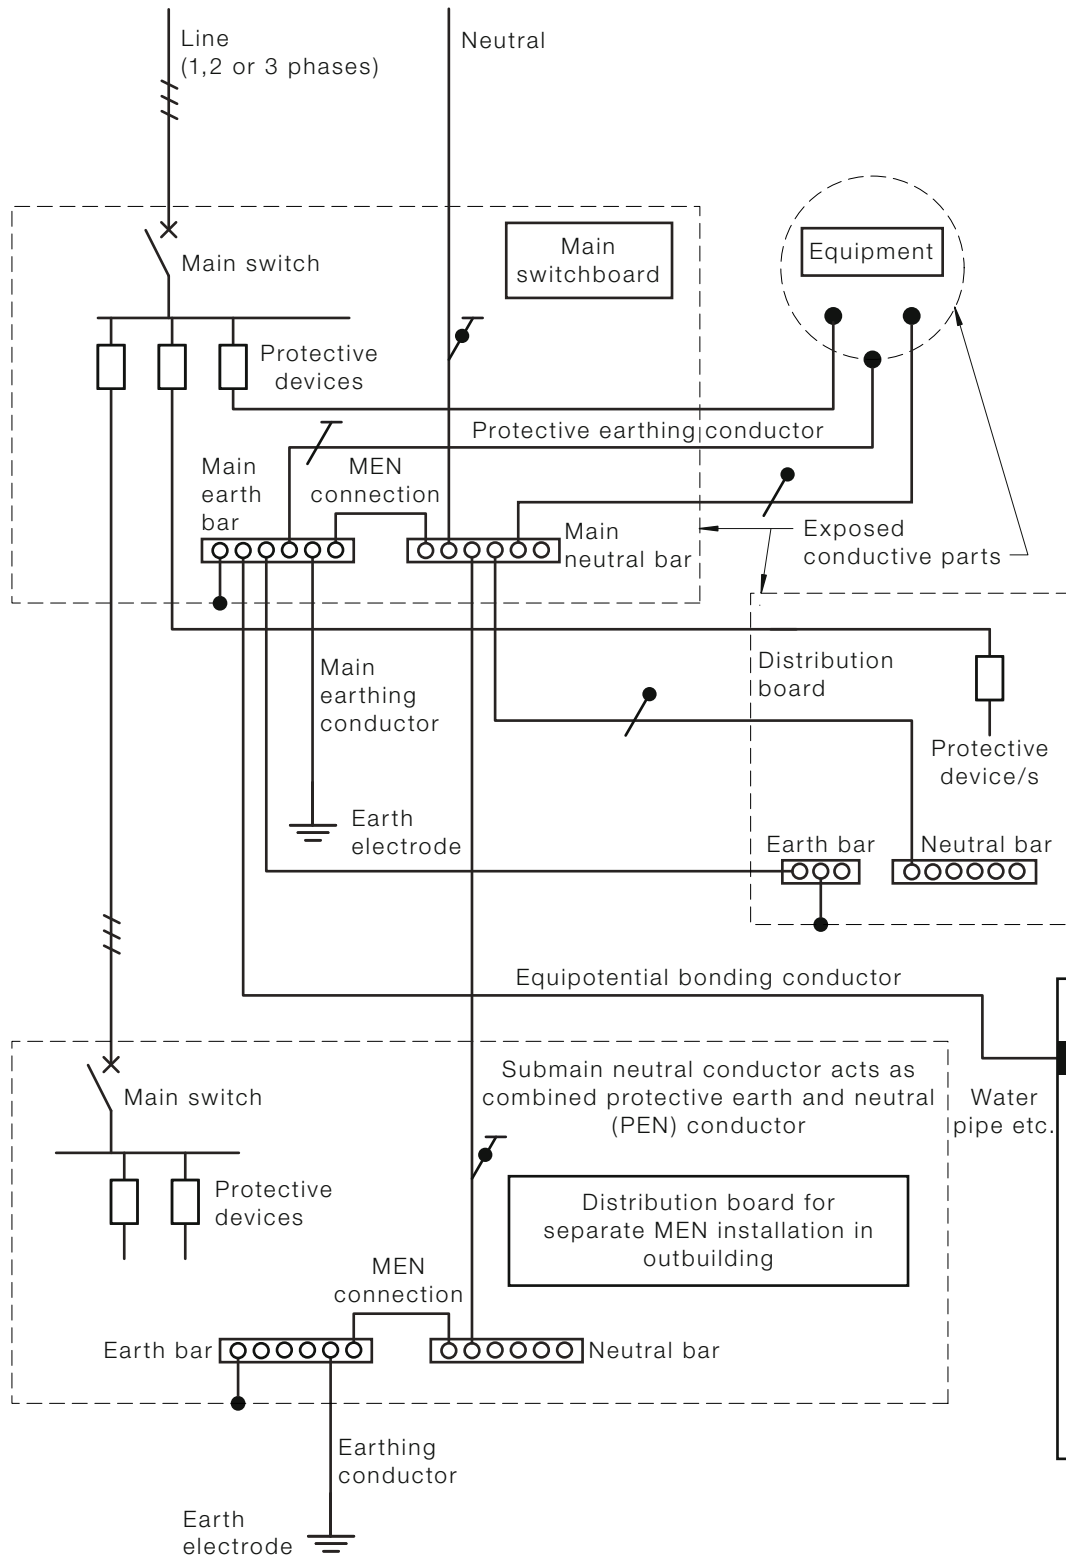 Line
(1,2 or 3 phases)
Neutral
Main switch
Main
switchboard
Equipment
Protective
devices
Protective earthing conductor
Main
earth
bar
MEN
connection
Main
neutral bar
Exposed
conductive parts
Main
earthing
conductor
Distribution
board
Protective
device/s
Earth
electrode
Earth bar
Neutral bar
Equipotential bonding conductor
Main switch
Submain neutral conductor acts as
combined protective earth and neutral
(PEN) conductor
Water
pipe etc.
Protective
devices
Distribution board for
separate MEN installation in
outbuilding
MEN
connection
Earth bar
Neutral bar
Earthing
conductor
Earth
electrode